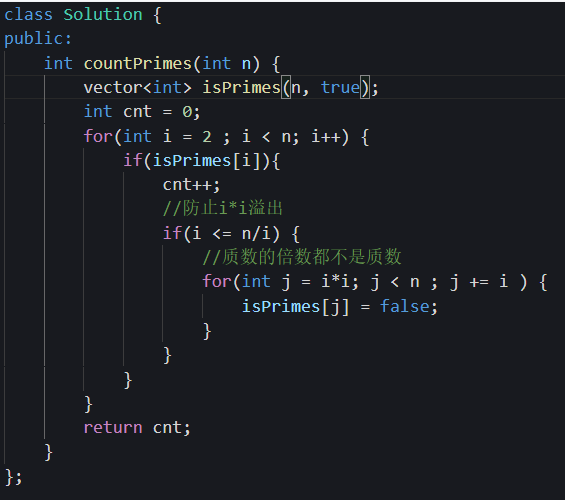 class Solution {
public:
    int countPrimes(int n) {
        vector<int> isPrimes(n, true);
        int cnt = 0;
        for(int i = 2 ; i < n; i++) {
            if(isPrimes[i]){
                cnt++;
                //防止i*i溢出
                if(i <= n/i) {
                    //质数的倍数都不是质数
                    for(int j = i*i; j < n ; j += i ) {
                        isPrimes[j] = false;
                    }
                }
            }
        }
        return cnt;
    }
};